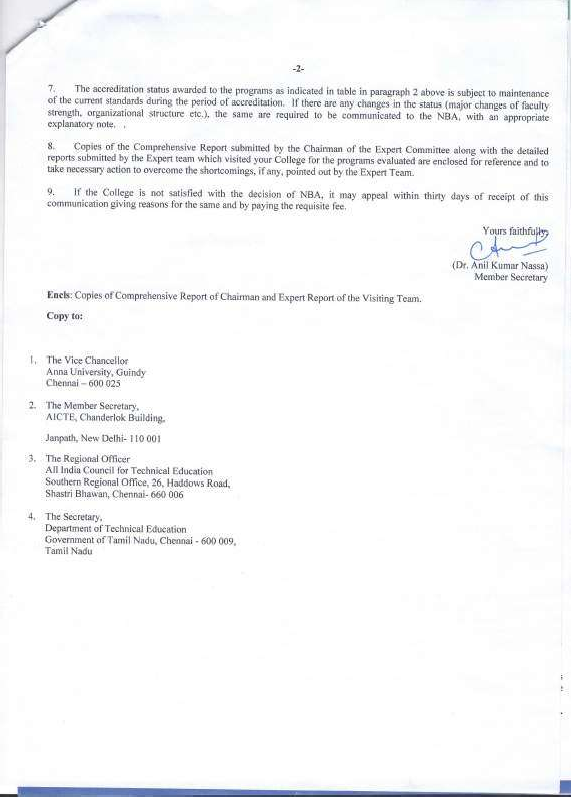 -2-
7. The accreditation status awarded to the programs as indicated in table in paragraph 2 above is subject to maintenance
of the current standards during the period of accreditation. If there are any changes in the status (major changes of faculty
strength, organizational structure etc.), the same are required to be communicated to the NBA, with an appropriate
explanatory note. .
8. Copies of the Comprehensive Report submitted by the Chairman of the Expert Committee along with the detailed
reports submitted by the Expert team which visited your College for the programs evaluated are enclosed for reference and to
take necessary action to overcome the shortcomings, if any, pointed out by the Expert Team.
9. If the College is not satisfied with the decision of NBA, it may appeal within thirty days of receipt of this
communication giving reasons for the same and by paying the requisite fee.
Yours faithfully,
(Dr. Anil Kumar Nassa)
Member Secretary
Encls: Copies of Comprehensive Report of Chairman and Expert Report of the Visiting Team.
Copy to:
1. The Vice Chancellor
Anna University, Guindy
Chennai – 600 025
2. The Member Secretary,
AICTE, Chanderlok Building,
Janpath, New Delhi- 110 001
3. The Regional Officer
All India Council for Technical Education
Southern Regional Office, 26, Haddows Road,
Shastri Bhawan, Chennai- 660 006
4. The Secretary,
Department of Technical Education
Government of Tamil Nadu, Chennai - 600 009,
Tamil Nadu